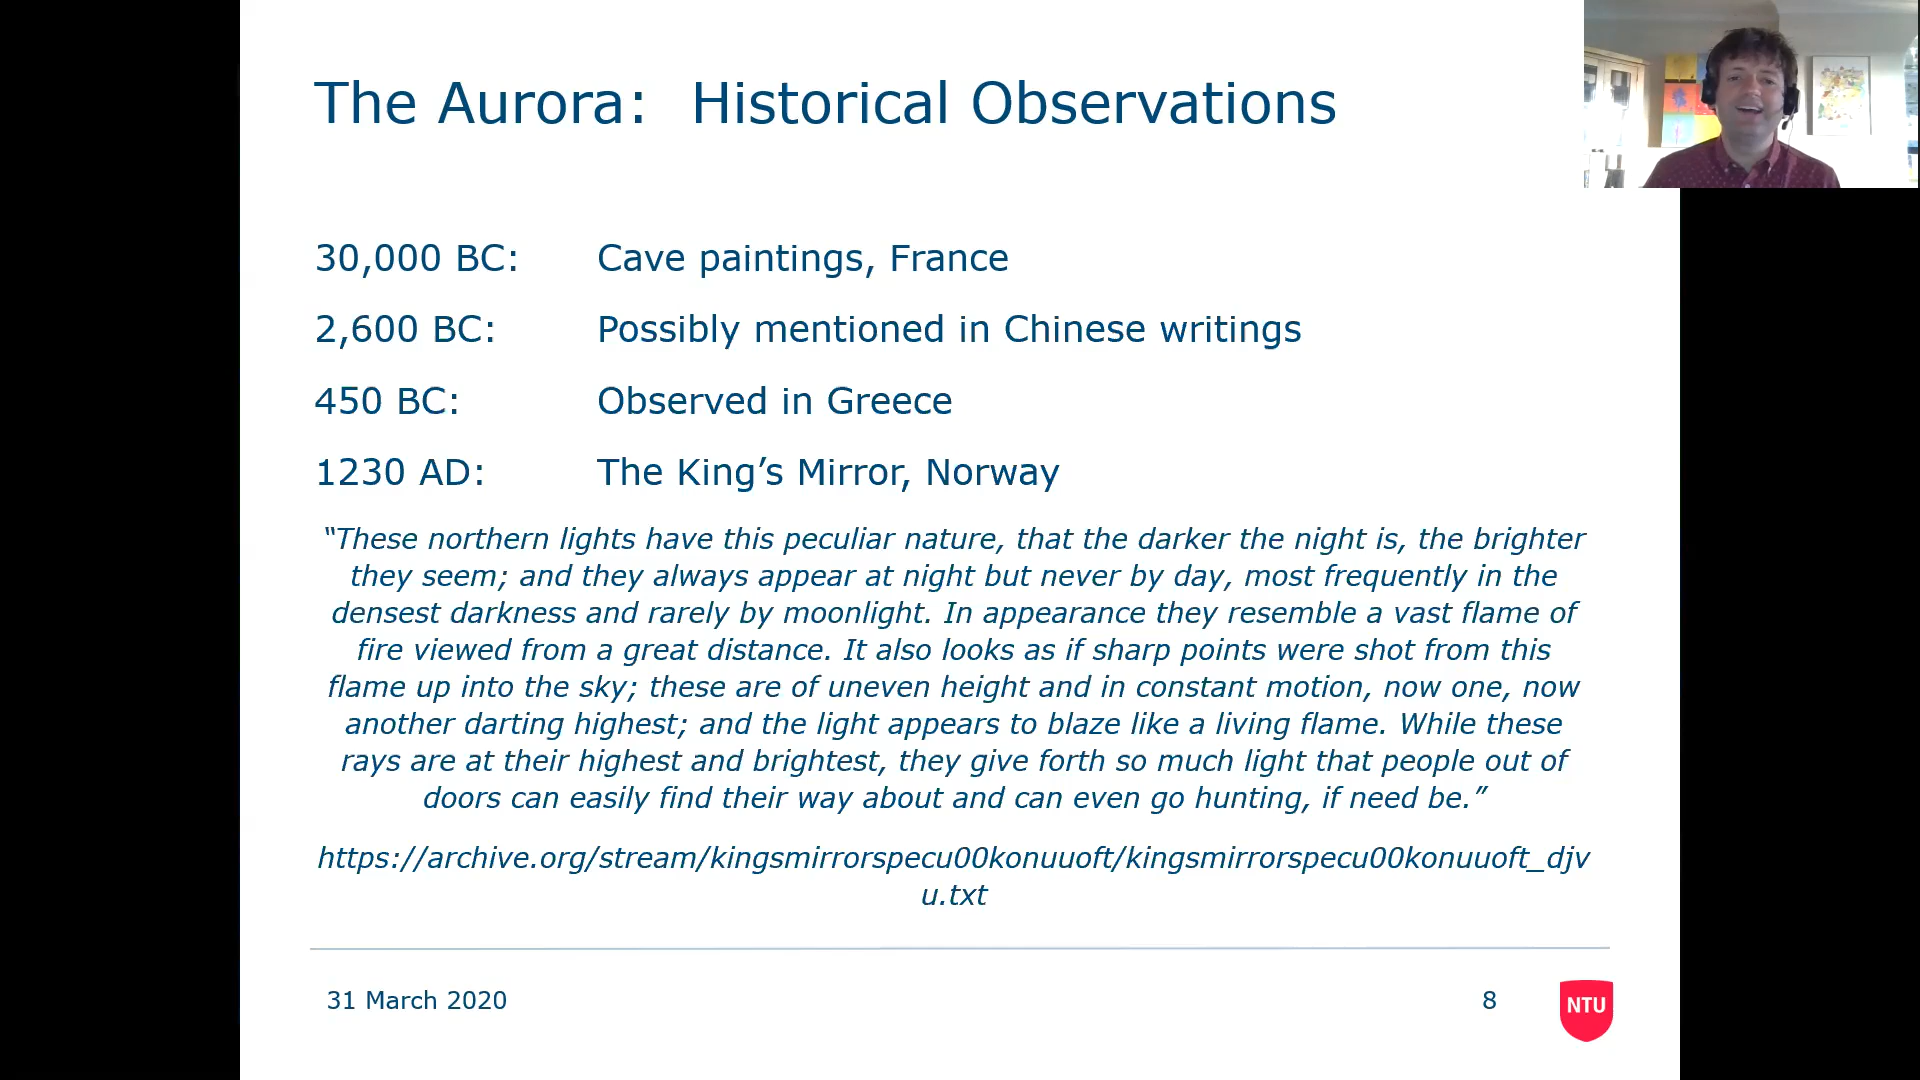 The Aurora:  Historical Observations
30,000 BC: Cave paintings, France
2,600 BC: Possibly mentioned in Chinese writings
450 BC: Observed in Greece
1230 AD: The King’s Mirror, Norway
“These northern lights have this peculiar nature, that the darker the night is, the brighter
they seem; and they always appear at night but never by day, most frequently in the
densest darkness and rarely by moonlight. In appearance they resemble a vast flame of
fire viewed from a great distance. It also looks as if sharp points were shot from this
flame up into the sky; these are of uneven height and in constant motion, now one, now
another darting highest; and the light appears to blaze like a living flame. While these
rays are at their highest and brightest, they give forth so much light that people out of
doors can easily find their way about and can even go hunting, if need be.”
https://archive.org/stream/kingsmirrorspecu00konuuoft/kingsmirrorspecu00konuuoft_djv
u.txt
31 March 2020
8
NTU